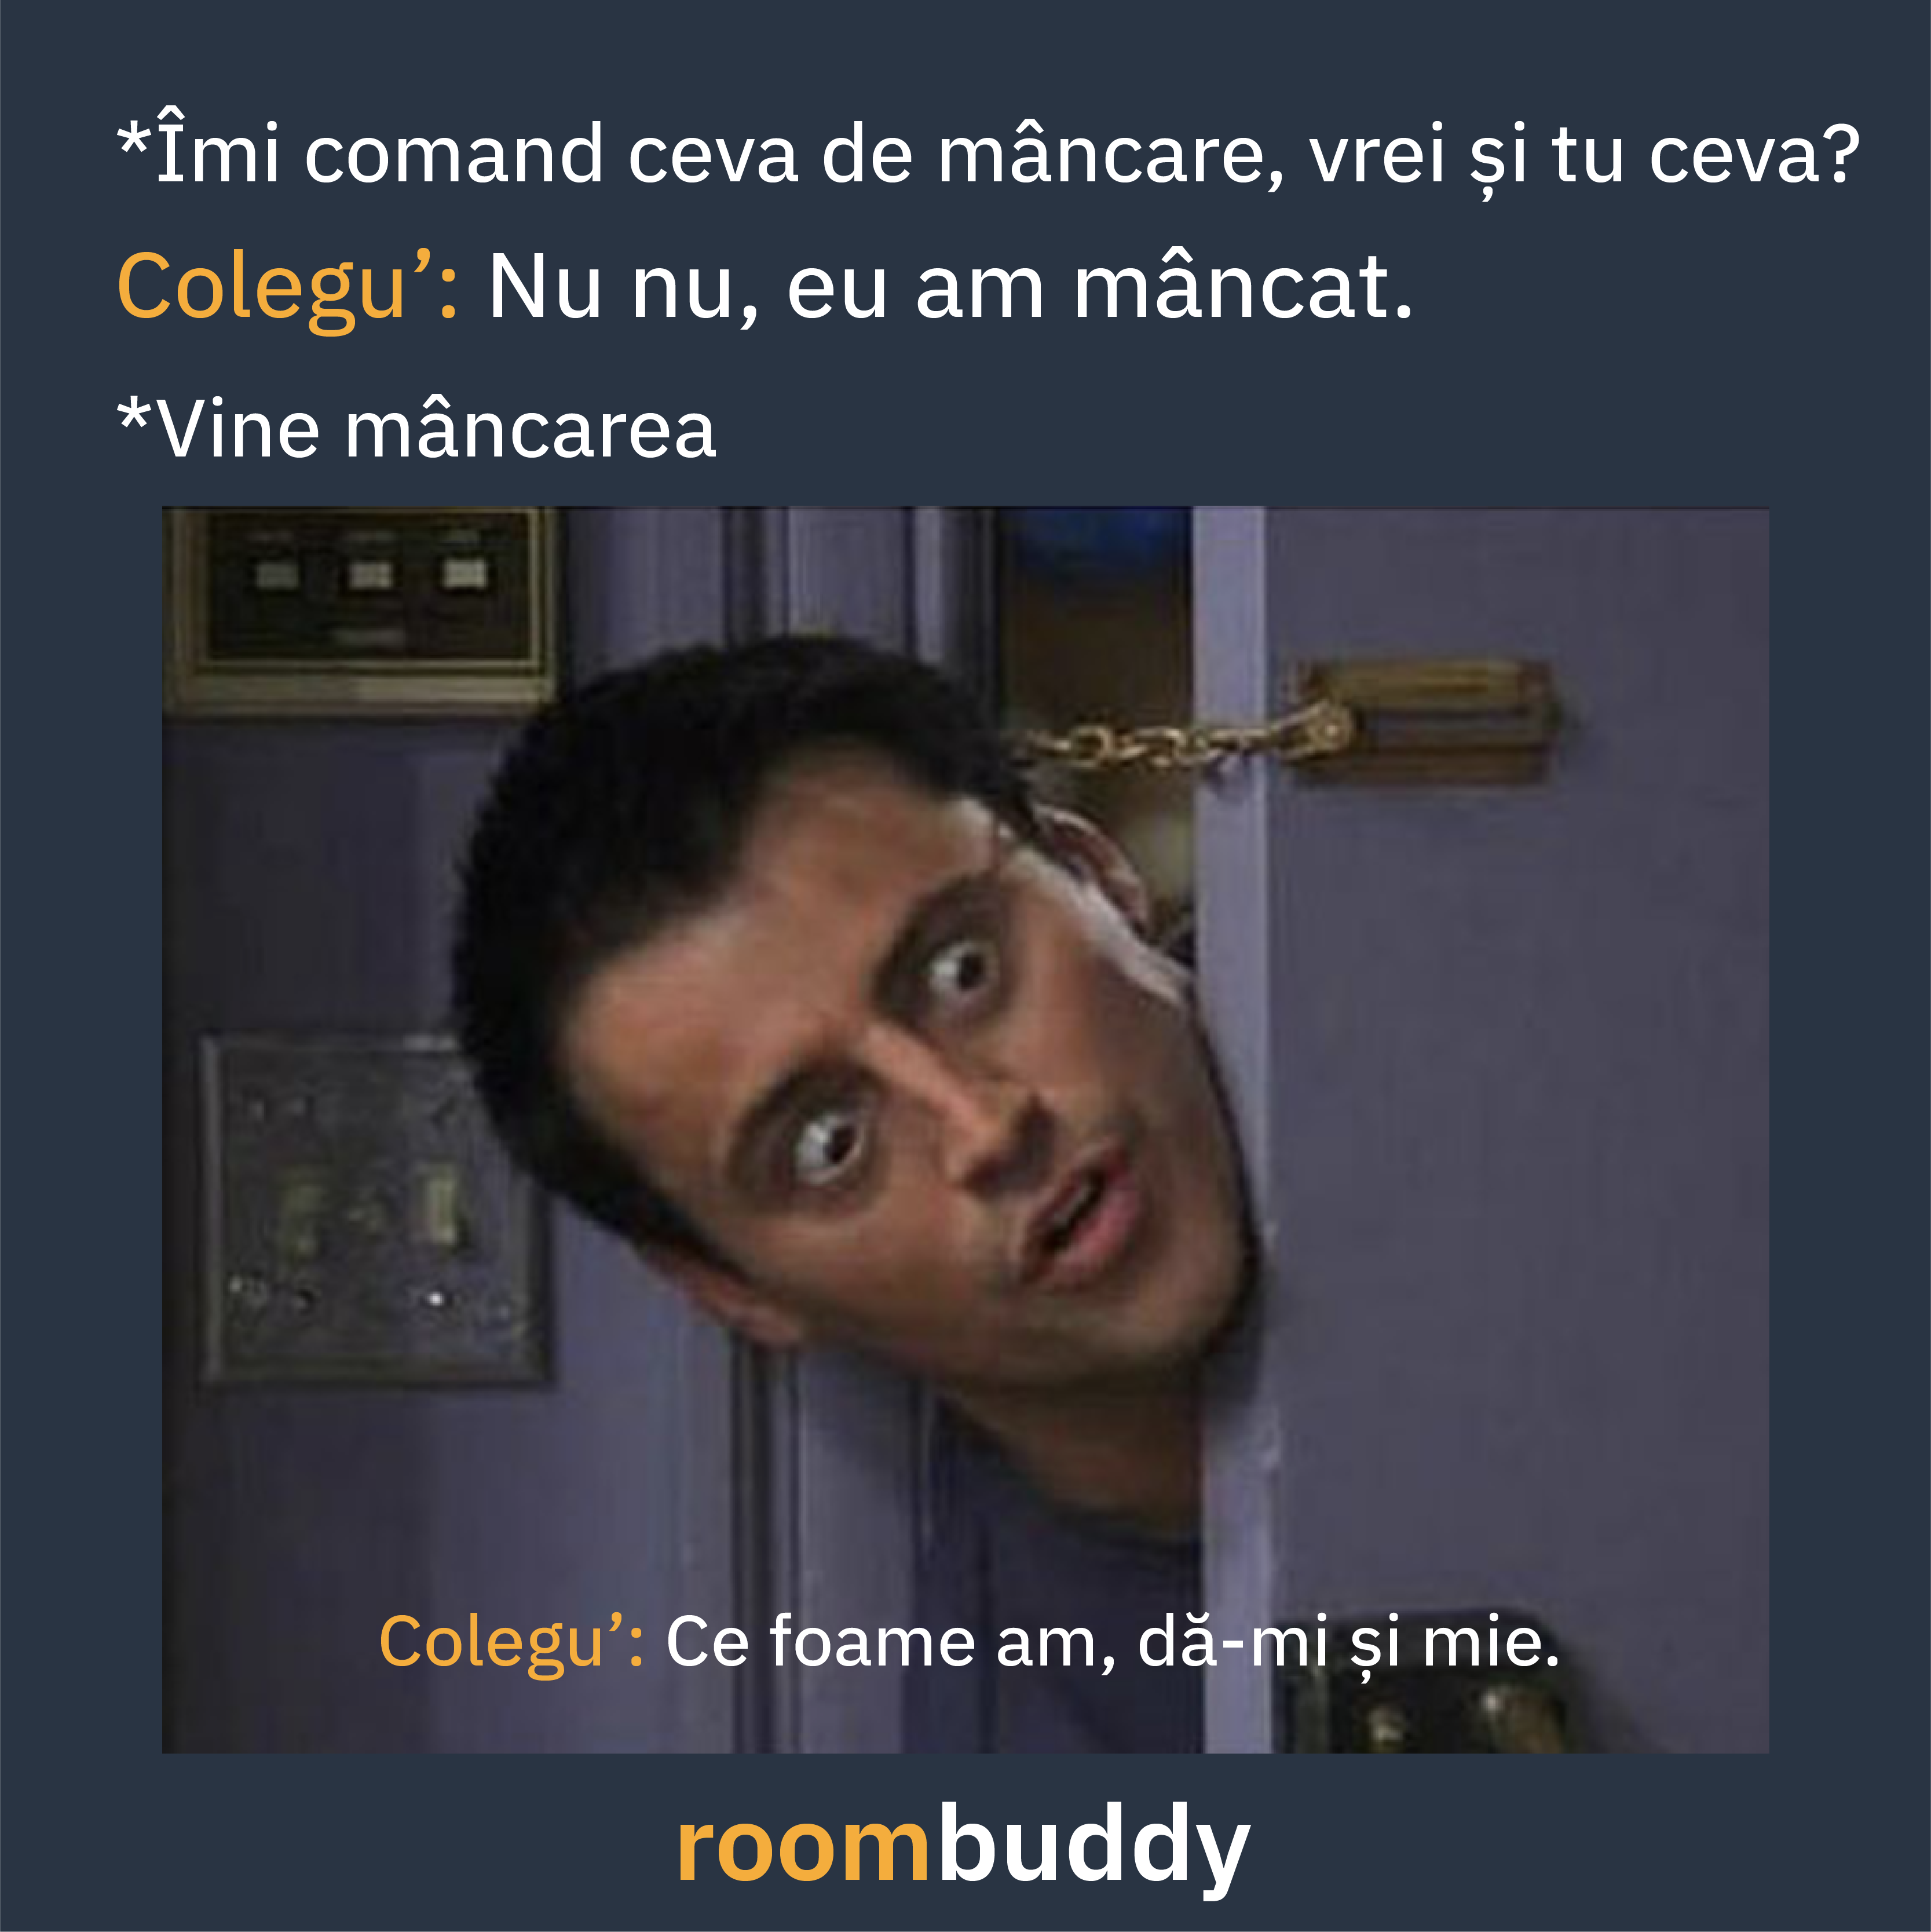 *Îmi comand ceva de mâncare, vrei și tu ceva?
Colegu’: Nu nu, eu am mâncat.
*Vine mâncarea
Colegu’: Ce foame am, dă-mi și mie.
roombuddy